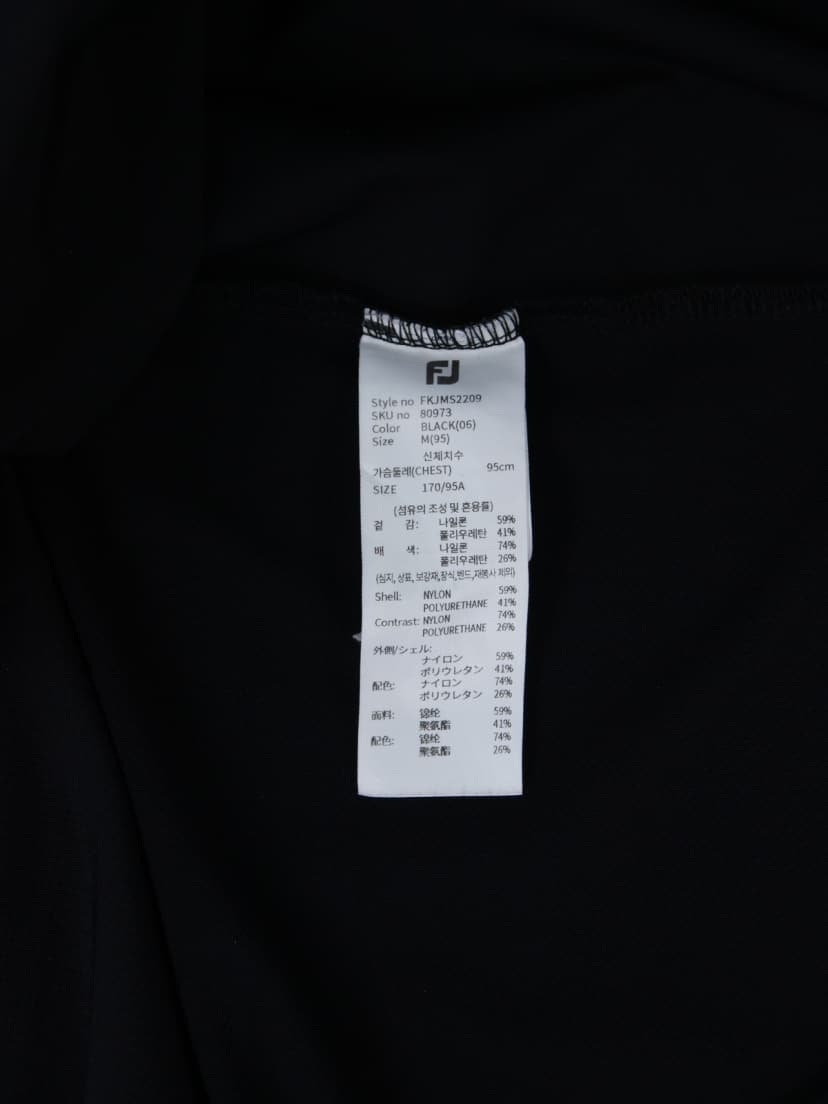 FJ
Style no FKJMS2209
SKU no 80973
Color BLACK(06)
Size M(95)
신체치수
가슴둘레(CHEST) 95cm
SIZE 170/95A
(섬유의 조성 및 혼용률)
겉 감: 나일론 59%
폴리우레탄 41%
배 색: 나일론 74%
폴리우레탄 26%
(심지, 상표, 보강재,장식,밴드,재봉사 제외)
Shell: NYLON 59%
POLYURETHANE 41%
Contrast: NYLON 74%
POLYURETHANE 26%
外側/シェル:
ナイロン 59%
ポリウレタン 41%
配色: ナイロン 74%
ポリウレタン 26%
面料: 锦纶 59%
聚氨酯 41%
配色: 锦纶 74%
聚氨酯 26%